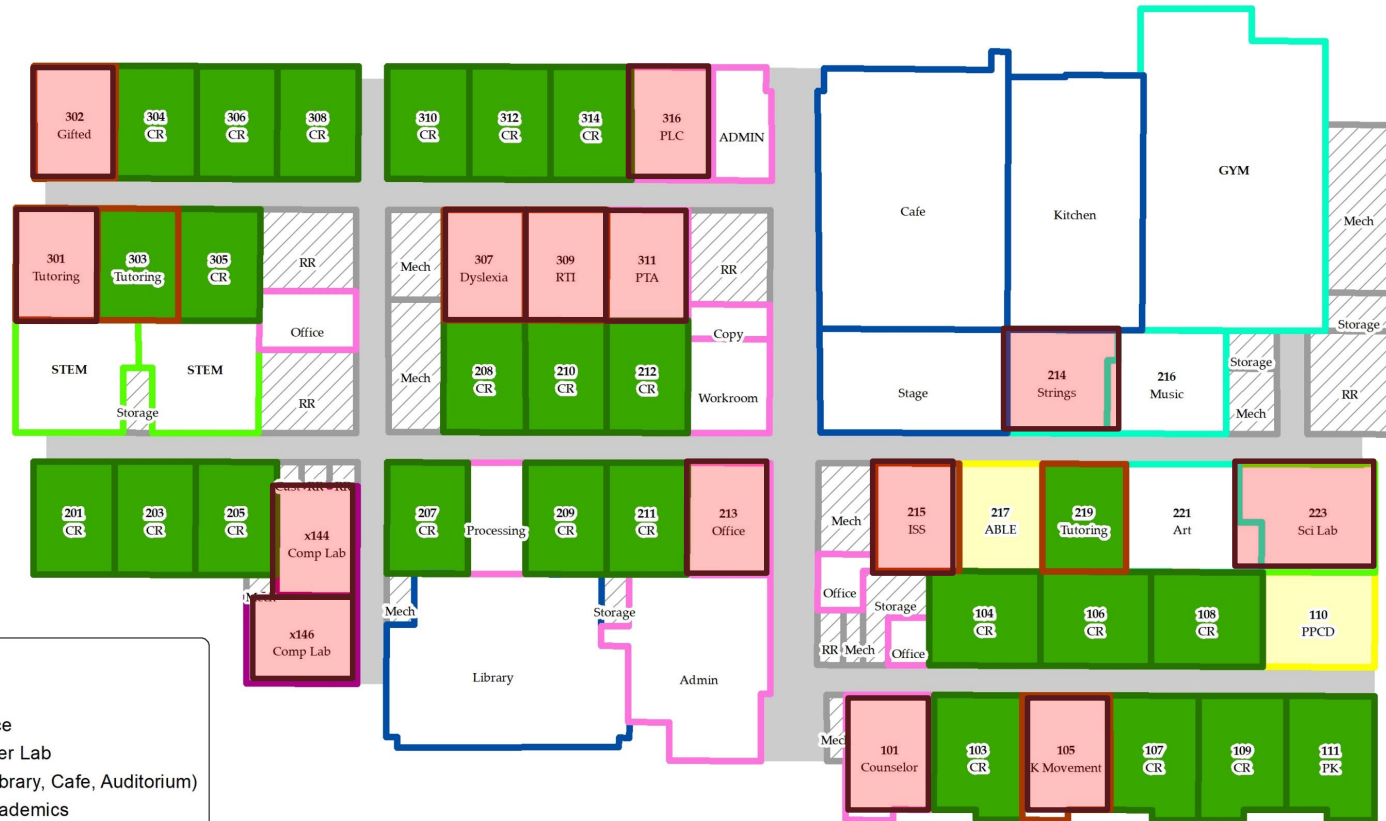 302
Gifted
304
CR
306
CR
308
CR
310
CR
312
CR
314
CR
316
PLC
ADMIN
Cafe
Kitchen
GYM
Mech
301
Tutoring
303
Tutoring
305
CR
RR
Mech
307
Dyslexia
309
RTI
311
PTA
RR
Office
Copy
Storage
STEM
STEM
Storage
RR
Mech
208
CR
210
CR
212
CR
Workroom
Stage
214
Strings
216
Music
Storage
Mech
RR
201
CR
203
CR
205
CR
Cust
RR
x144
Comp Lab
Mech
x146
Comp Lab
207
CR
Processing
209
CR
211
CR
213
Office
Mech
215
ISS
217
ABLE
219
Tutoring
221
Art
223
Sci Lab
Mech
Storage
Office
Storage
104
CR
106
CR
108
CR
110
PPCD
RR
Mech
Office
Library
Admin
Mech
101
Counselor
103
CR
105
K Movement
107
CR
109
CR
111
PK
ce
er Lab
ibrary, Cafe, Auditorium)
cademics